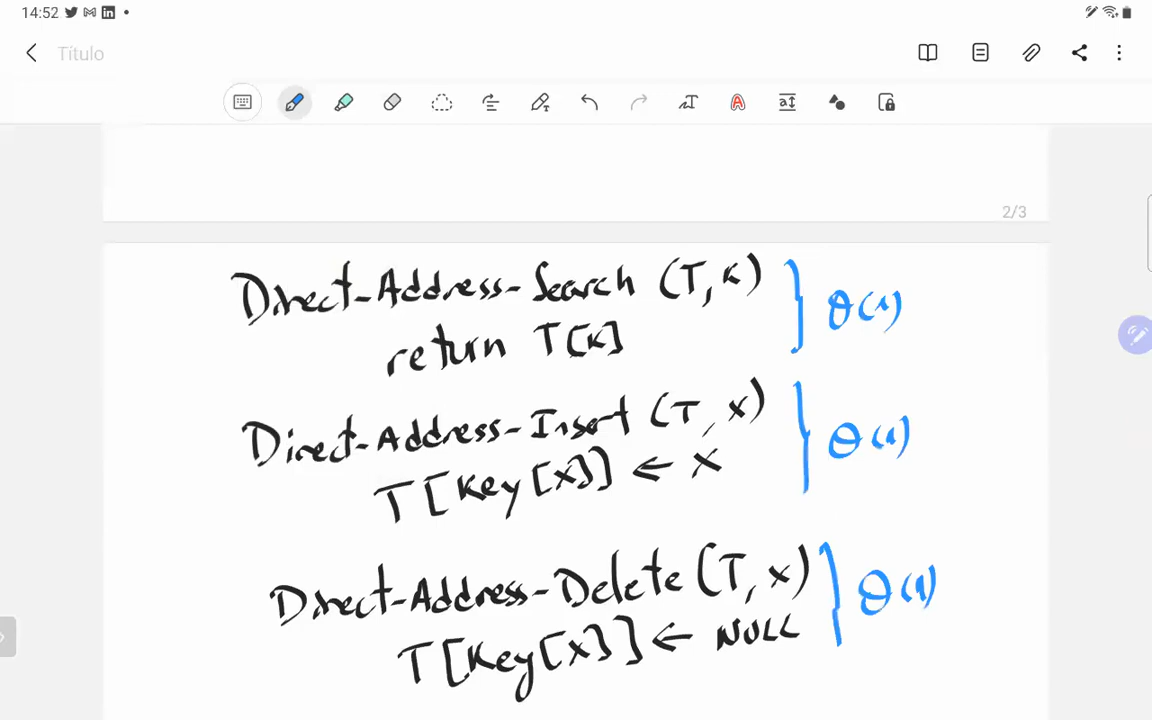 14:52
Título
2/3
Direct-Address-Search (T, K) Θ(1)
return T[K]
Direct-Address-Insert (T, x) Θ(1)
T[Key[x]] ← x
Direct-Address-Delete (T, x) Θ(1)
T[Key[x]] ← NULL